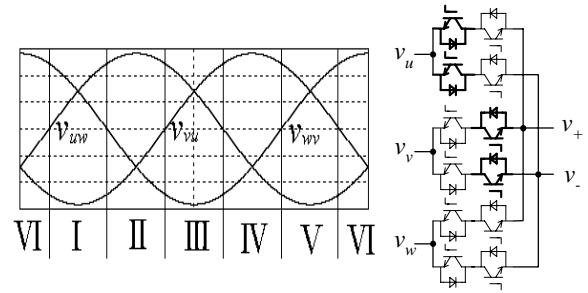 v_uw v_vu v_wv
Ⅵ Ⅰ Ⅱ Ⅲ Ⅳ Ⅴ Ⅵ
v_u
v_+
v_v
v_-
v_w